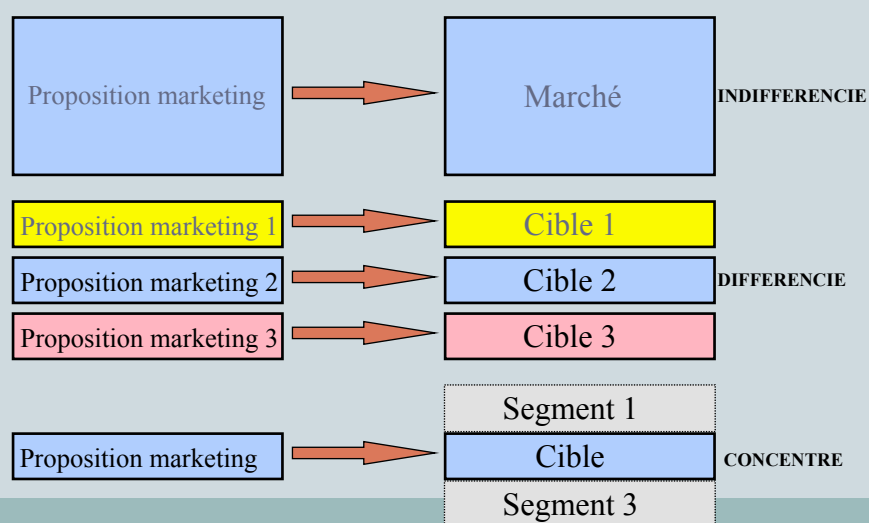 Proposition marketing
Marché
INDIFFERENCIE
Proposition marketing 1
Cible 1
Proposition marketing 2
Cible 2
DIFFERENCIE
Proposition marketing 3
Cible 3
Segment 1
Proposition marketing
Cible
CONCENTRE
Segment 3